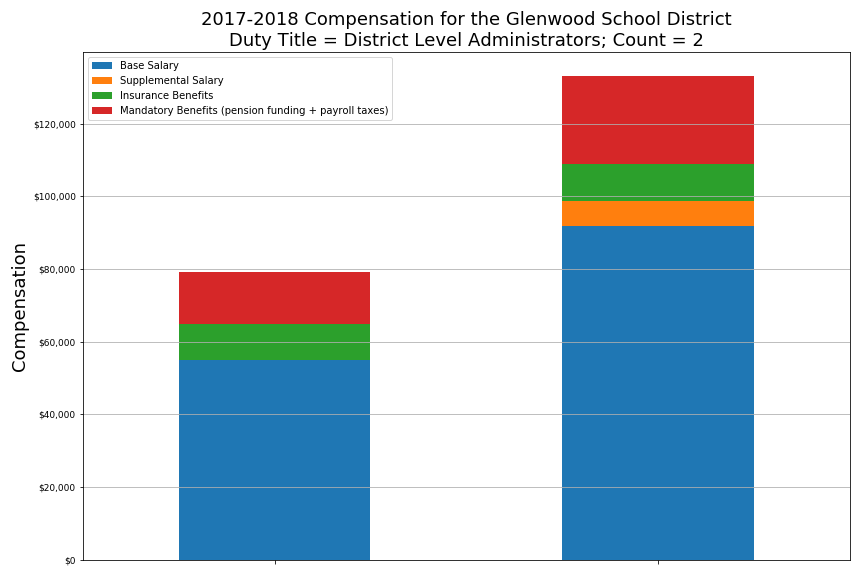 2017-2018 Compensation for the Glenwood School District
Duty Title = District Level Administrators; Count = 2
Base Salary
Supplemental Salary
Insurance Benefits
Mandatory Benefits (pension funding + payroll taxes)
$120,000
$100,000
$80,000
$60,000
$40,000
$20,000
$0
Compensation